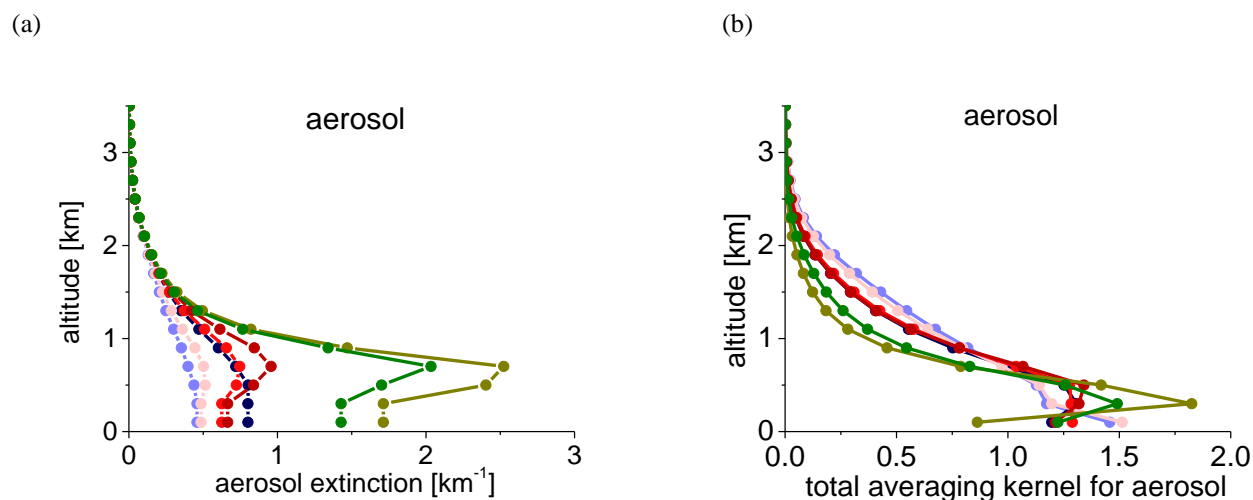 (a)
(b)
aerosol
aerosol
altitude [km]
3
2
1
0
0
1
2
3
aerosol extinction [km⁻¹]
altitude [km]
3
2
1
0
0.0
0.5
1.0
1.5
2.0
total averaging kernel for aerosol